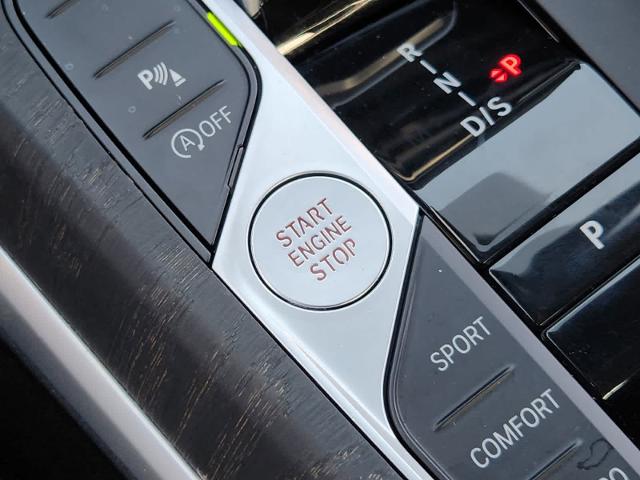 P
A OFF
START
ENGINE
STOP
R
N
D/S
P
P
SPORT
COMFORT